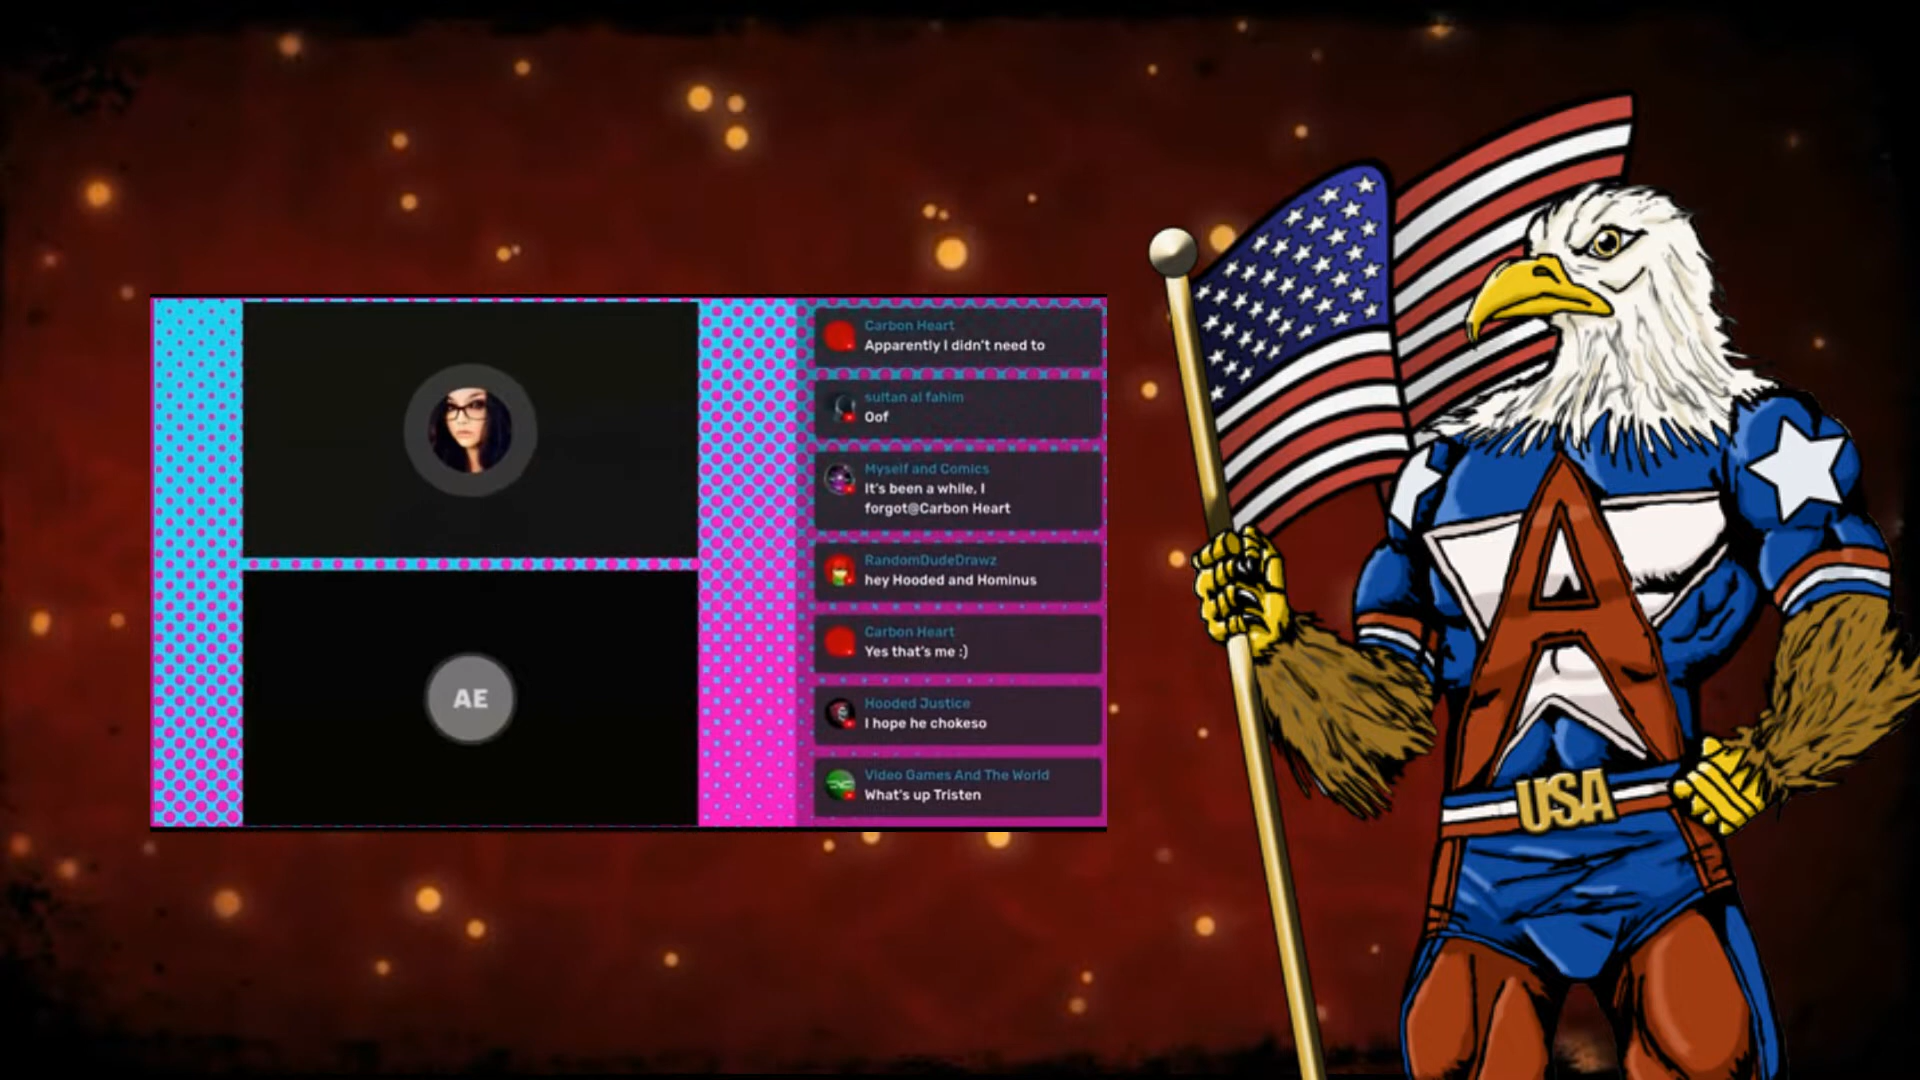 Carbon Heart
Apparently I didn't need to
sultan al fahim
Oof
Myself and Comics
It's been a while, I
forgot@Carbon Heart
RandomDudeDrawz
hey Hooded and Hominus
Carbon Heart
Yes that's me :)
Hooded Justice
I hope he chokeso
Video Games And The World
What's up Tristen
AE
A
USA